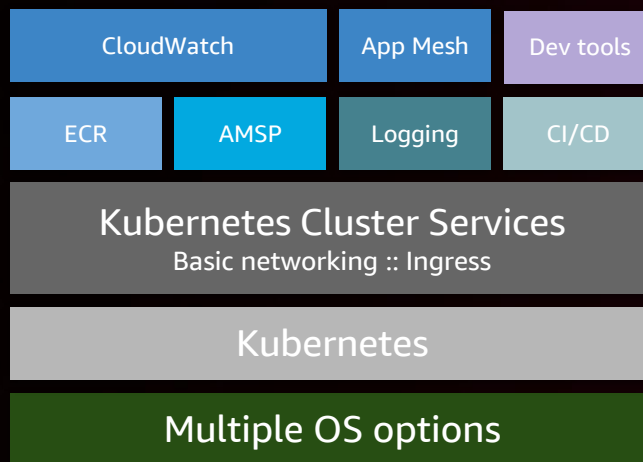 CloudWatch
App Mesh
Dev tools
ECR
AMSP
Logging
CI/CD
Kubernetes Cluster Services
Basic networking :: Ingress
Kubernetes
Multiple OS options